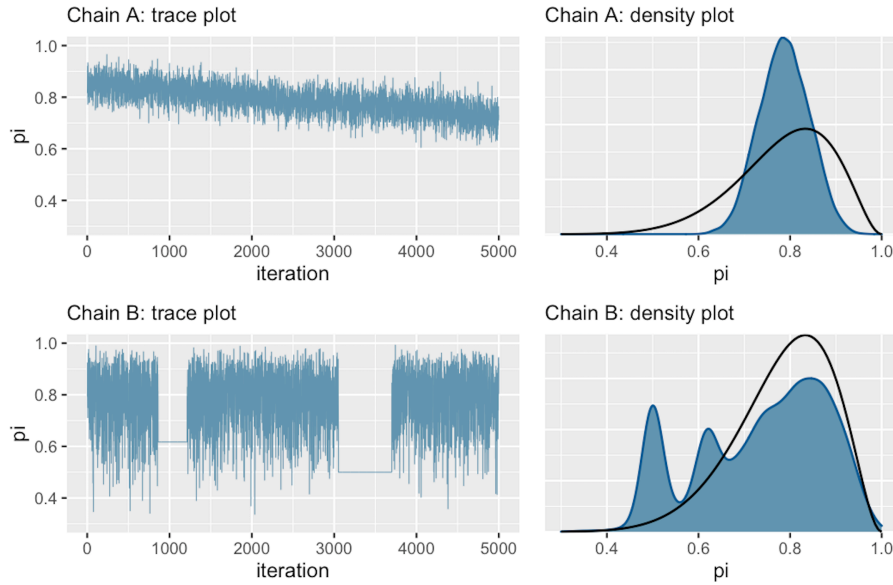 Chain A: trace plot
1.0
0.8
0.6
0.4
pi
0 1000 2000 3000 4000 5000
iteration
Chain A: density plot
0.4 0.6 0.8 1.0
pi
Chain B: trace plot
1.0
0.8
0.6
0.4
pi
0 1000 2000 3000 4000 5000
iteration
Chain B: density plot
0.4 0.6 0.8 1.0
pi